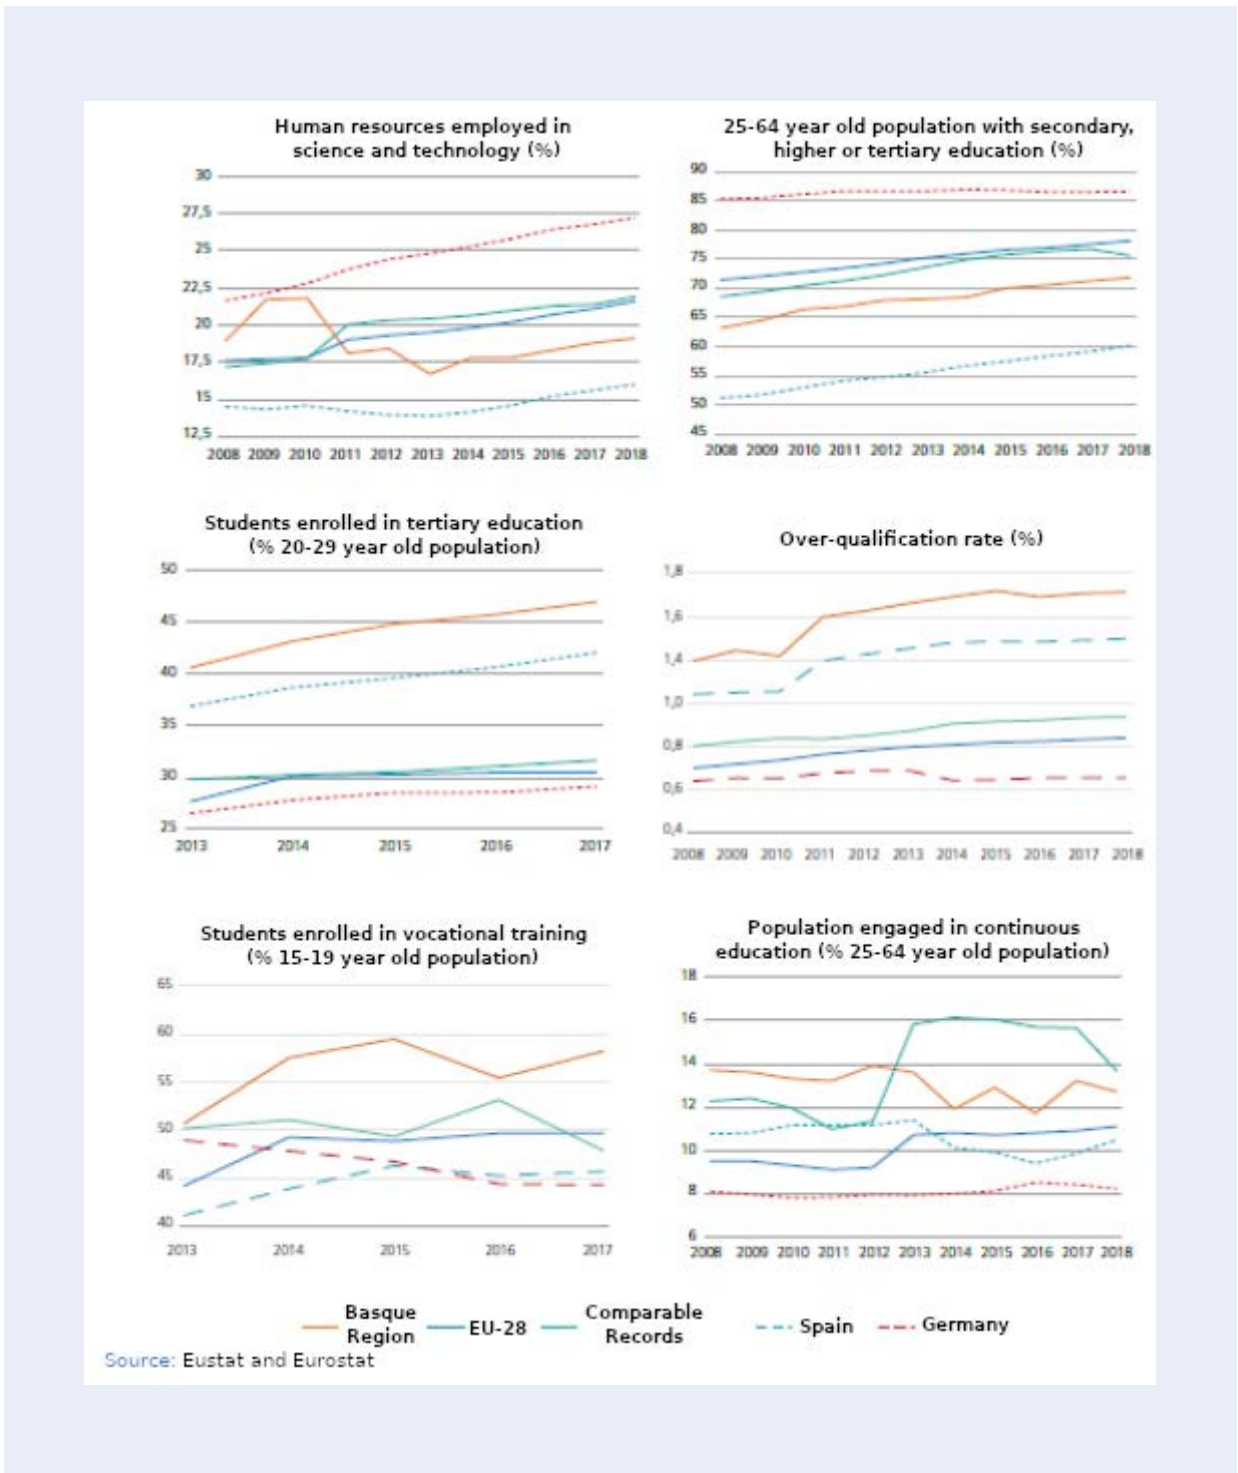 Human resources employed in
science and technology (%)
30
27,5
25
22,5
20
17,5
15
12,5
2008 2009 2010 2011 2012 2013 2014 2015 2016 2017 2018
25-64 year old population with secondary,
higher or tertiary education (%)
90
85
80
75
70
65
60
55
50
45
2008 2009 2010 2011 2012 2013 2014 2015 2016 2017 2018
Students enrolled in tertiary education
(% 20-29 year old population)
50
45
40
35
30
25
2013 2014 2015 2016 2017
Over-qualification rate (%)
1,8
1,6
1,4
1,0
0,8
0,6
0,4
2008 2009 2010 2011 2012 2013 2014 2015 2016 2017 2018
Students enrolled in vocational training
(% 15-19 year old population)
65
60
55
50
45
40
2013 2014 2015 2016 2017
Population engaged in continuous
education (% 25-64 year old population)
18
16
14
12
10
8
6
2008 2009 2010 2011 2012 2013 2014 2015 2016 2017 2018
Basque
Region
EU-28
Comparable
Records
Spain
Germany
Source: Eustat and Eurostat